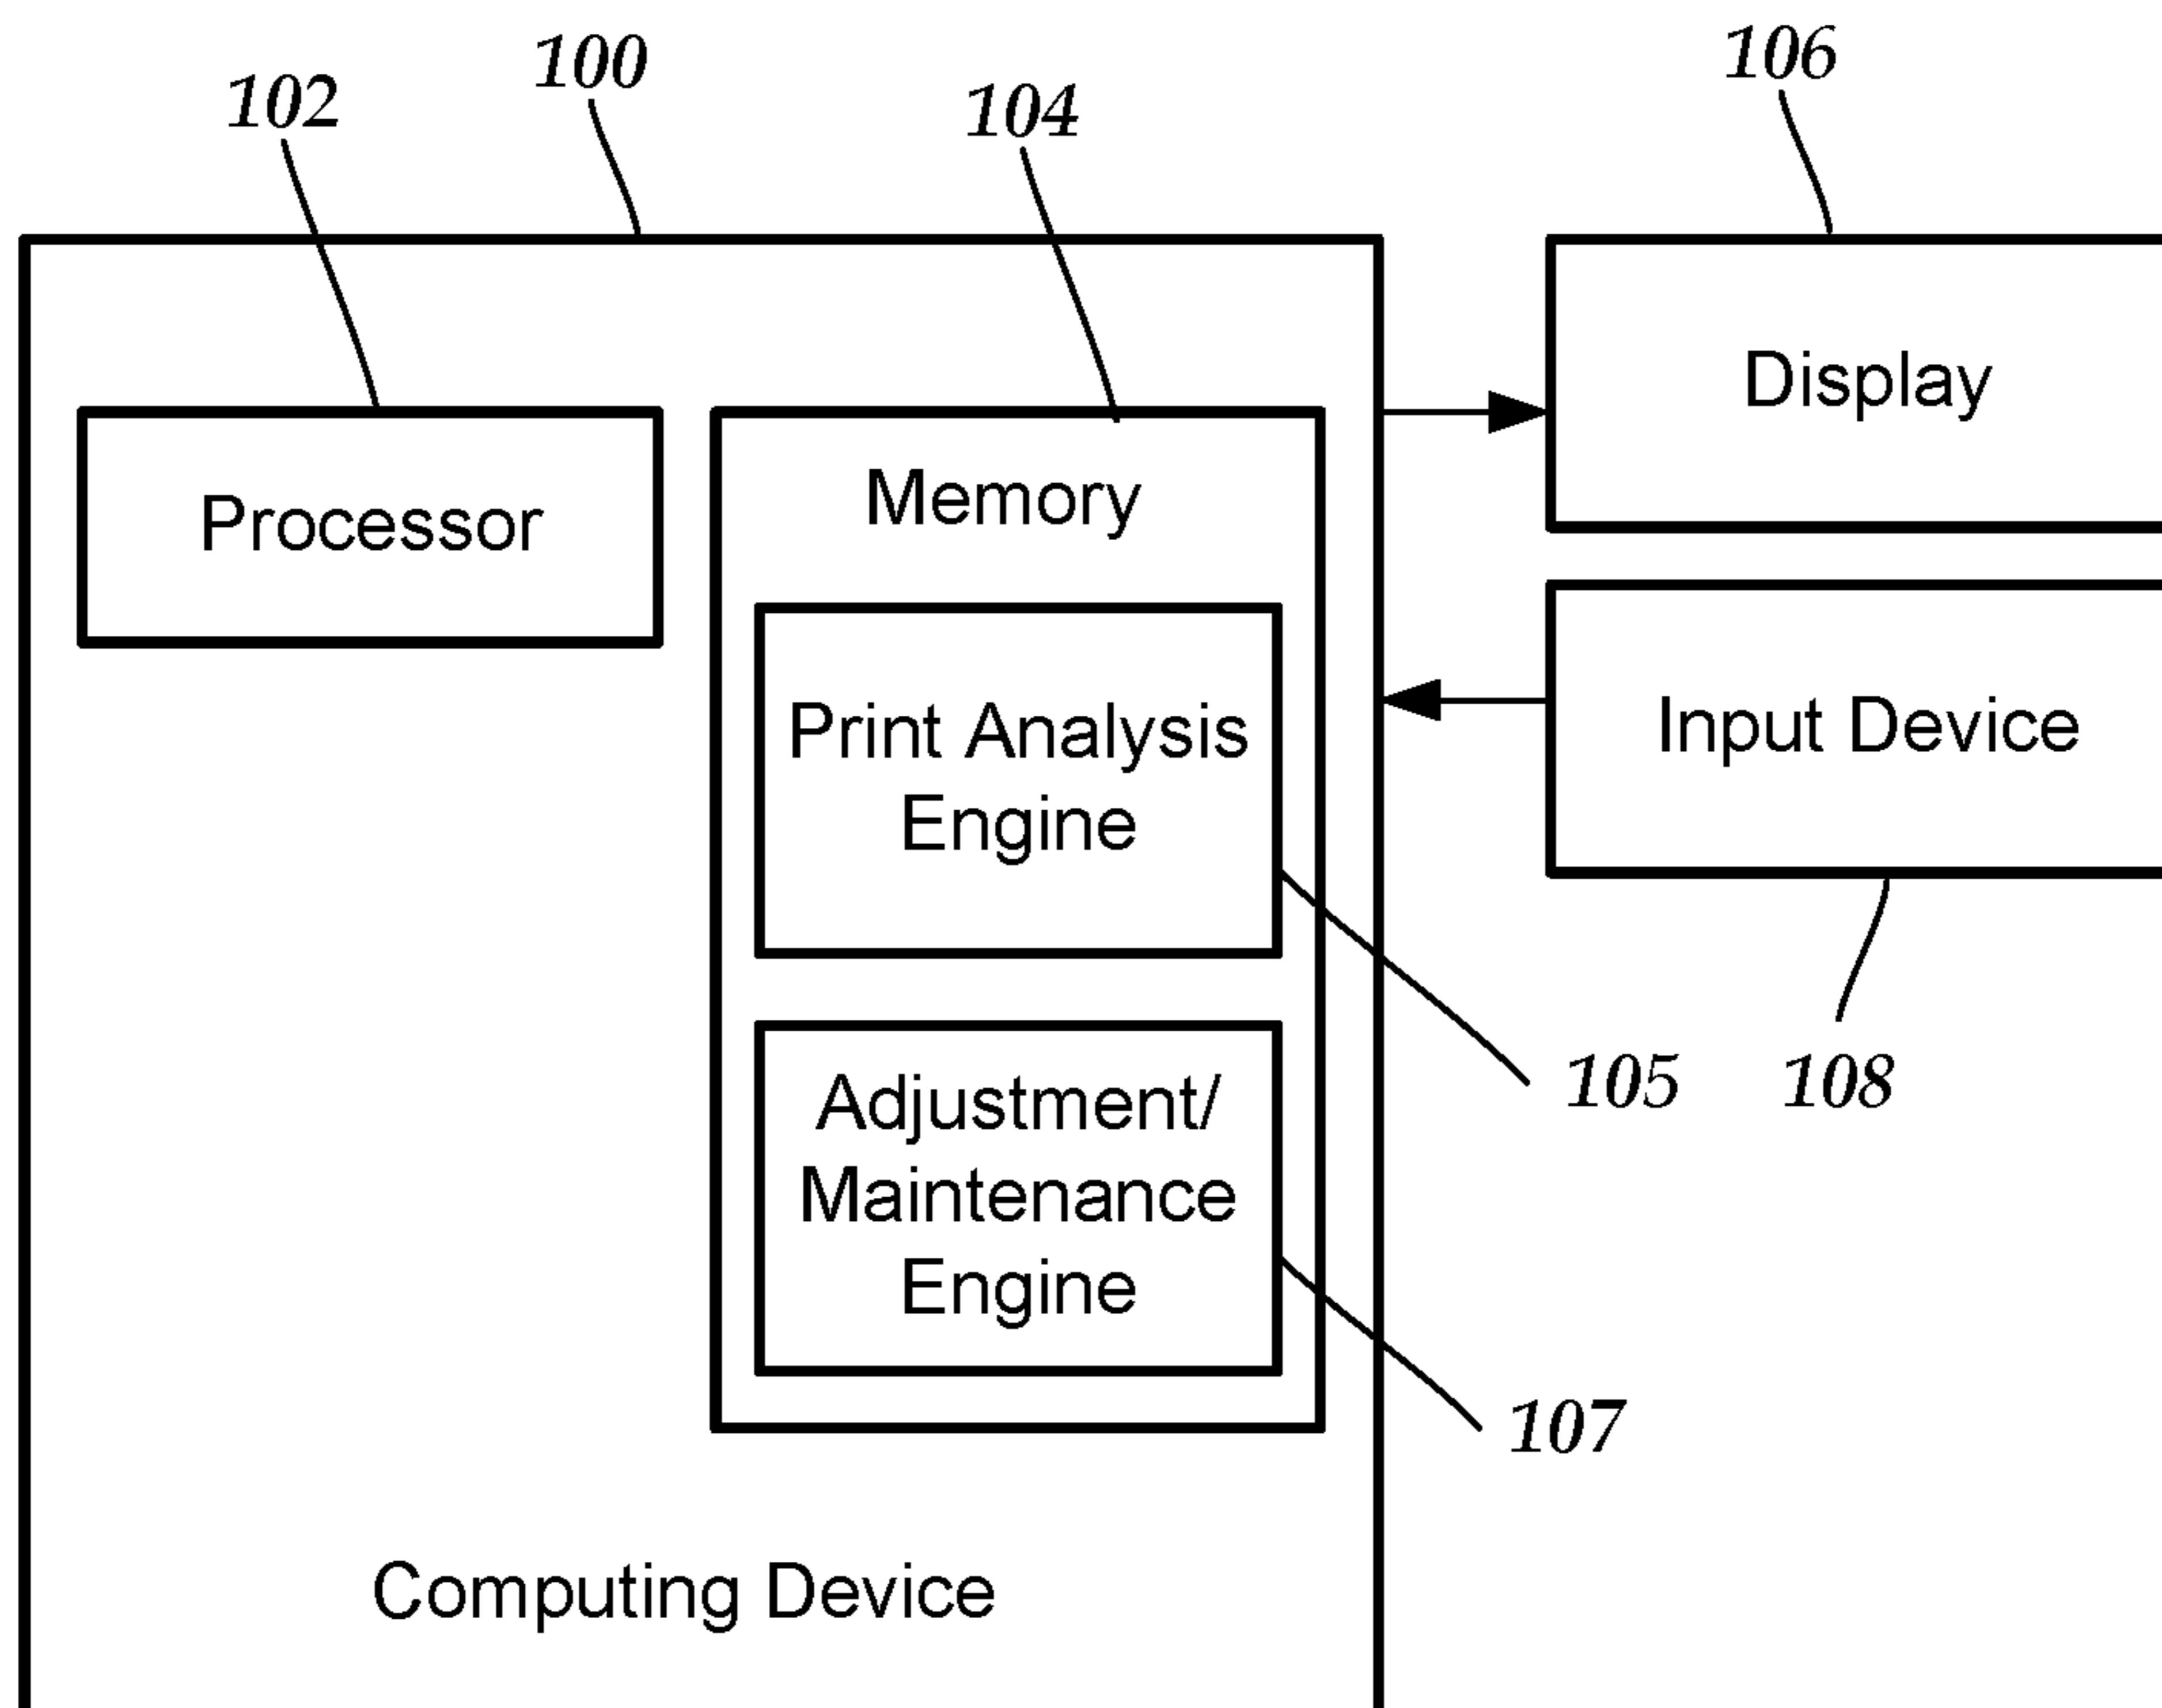 100
106
102
104
Display
Memory
Processor
Print Analysis
Engine
Input Device
105
108
Adjustment/
Maintenance
Engine
107
Computing Device